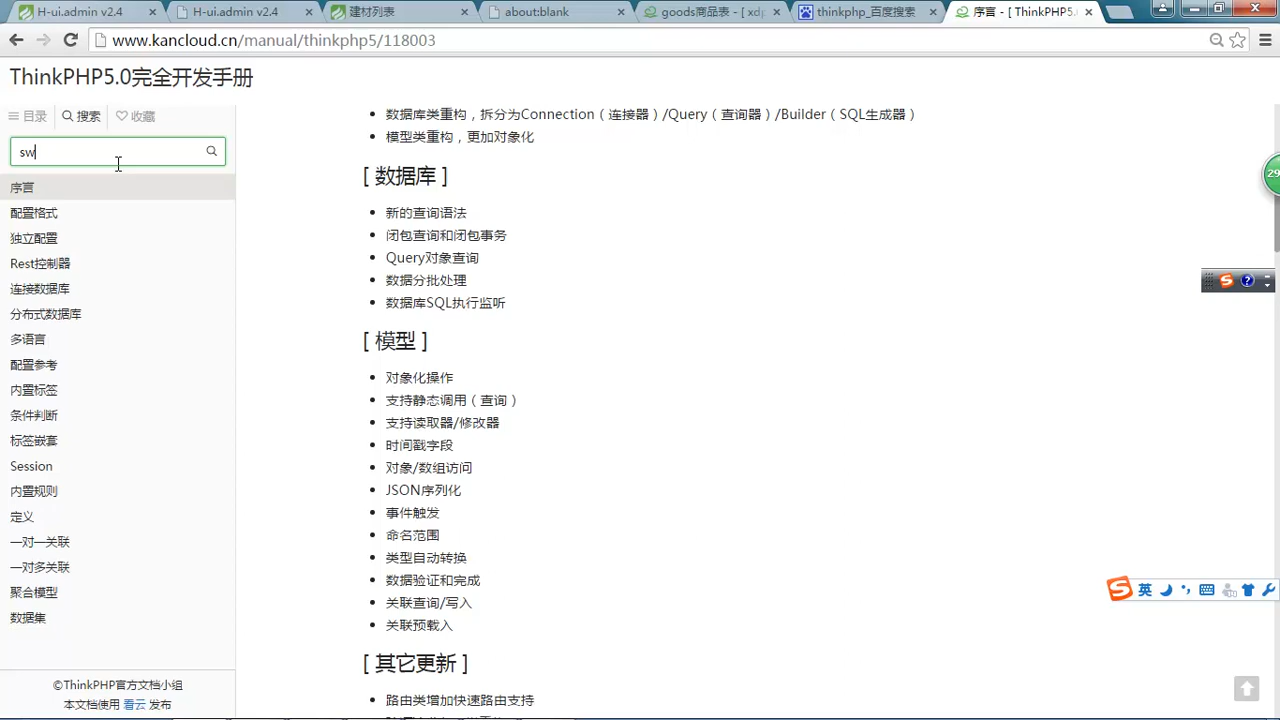 H-ui.admin v2.4
H-ui.admin v2.4
建材列表
about:blank
goods商品表 - [ xdp
thinkphp_百度搜索
序言 - [ ThinkPHP5.
www.kancloud.cn/manual/thinkphp5/118003
ThinkPHP5.0完全开发手册
目录 搜索 收藏
sw
序言
配置格式
独立配置
Rest控制器
连接数据库
分布式数据库
多语言
配置参考
内置标签
条件判断
标签嵌套
Session
内置规则
定义
一对一关联
一对多关联
聚合模型
数据集
©ThinkPHP官方文档小组
本文档使用 看云 发布
数据库类重构，拆分为Connection（连接器）/Query（查询器）/Builder（SQL生成器）
模型类重构，更加对象化
[ 数据库 ]
新的查询语法
闭包查询和闭包事务
Query对象查询
数据分批处理
数据库SQL执行监听
[ 模型 ]
对象化操作
支持静态调用（查询）
支持读取器/修改器
时间戳字段
对象/数组访问
JSON序列化
事件触发
命名范围
类型自动转换
数据验证和完成
关联查询/写入
关联预载入
[ 其它更新 ]
路由类增加快速路由支持
29
英